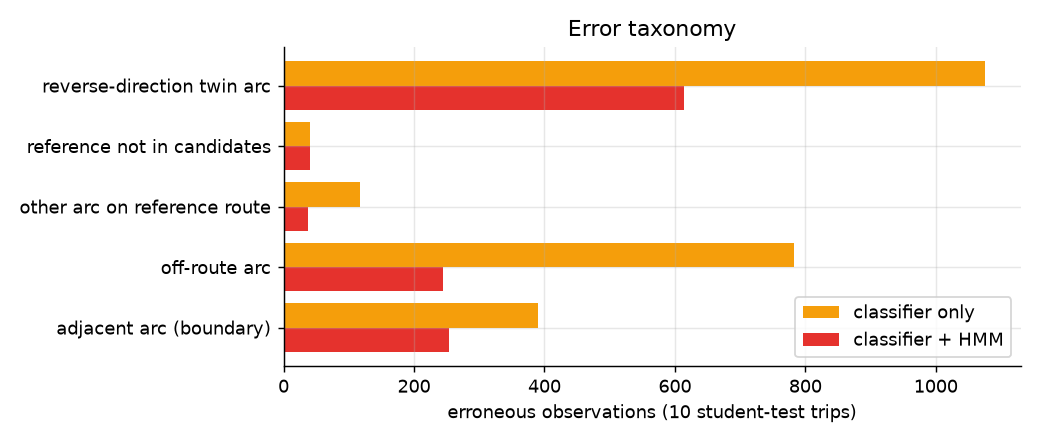 Error taxonomy
reverse-direction twin arc
reference not in candidates
other arc on reference route
off-route arc
adjacent arc (boundary)
classifier only
classifier + HMM
0 200 400 600 800 1000
erroneous observations (10 student-test trips)